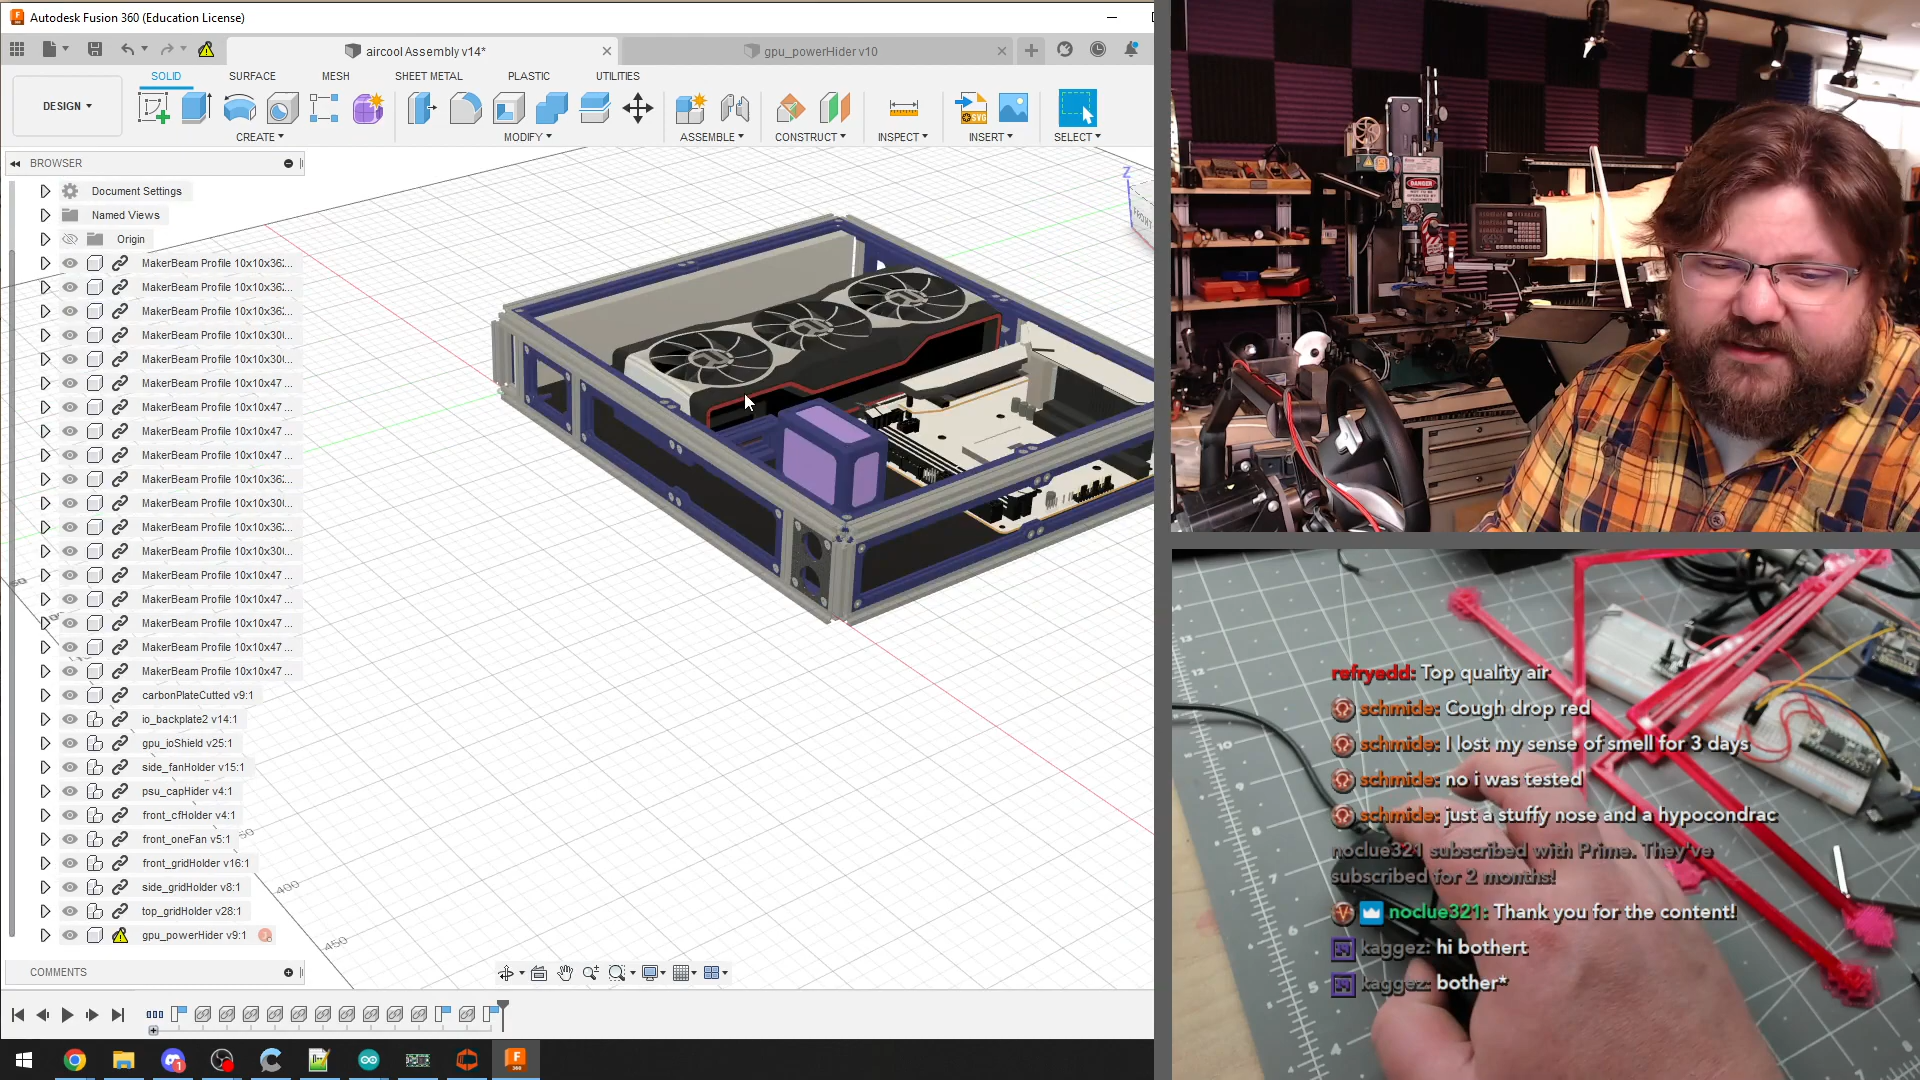 Autodesk Fusion 360 (Education License)
aircool Assembly v14*
gpu_powerHider v10
DESIGN
SOLID
SURFACE
MESH
SHEET METAL
PLASTIC
UTILITIES
CREATE
MODIFY
ASSEMBLE
CONSTRUCT
INSPECT
INSERT
SELECT
SVG
BROWSER
Document Settings
Named Views
Origin
MakerBeam Profile 10x10x36...
MakerBeam Profile 10x10x36...
MakerBeam Profile 10x10x36...
MakerBeam Profile 10x10x30(...
MakerBeam Profile 10x10x30(...
MakerBeam Profile 10x10x47 ...
MakerBeam Profile 10x10x47 ...
MakerBeam Profile 10x10x47 ...
MakerBeam Profile 10x10x47 ...
MakerBeam Profile 10x10x36...
MakerBeam Profile 10x10x30(...
MakerBeam Profile 10x10x36...
MakerBeam Profile 10x10x30(...
MakerBeam Profile 10x10x47 ...
MakerBeam Profile 10x10x47 ...
MakerBeam Profile 10x10x47 ...
MakerBeam Profile 10x10x47 ...
MakerBeam Profile 10x10x47 ...
carbonPlateCutted v9:1
io_backplate2 v14:1
gpu_ioShield v25:1
side_fanHolder v15:1
psu_capHider v4:1
front_cfHolder v4:1
front_oneFan v5:1
front_gridHolder v16:1
side_gridHolder v8:1
top_gridHolder v28:1
gpu_powerHider v9:1
400
450
Z
FRONT
COMMENTS
DANGER
refryedd: Top quality air
schmide: Cough drop red
schmide: I lost my sense of smell for 3 days
schmide: no i was tested
schmide: just a stuffy nose and a hypocondrac
noclue321 subscribed with Prime. They've
subscribed for 2 months!
noclue321: Thank you for the content!
kaggez: hi bothert
kaggez: bother*